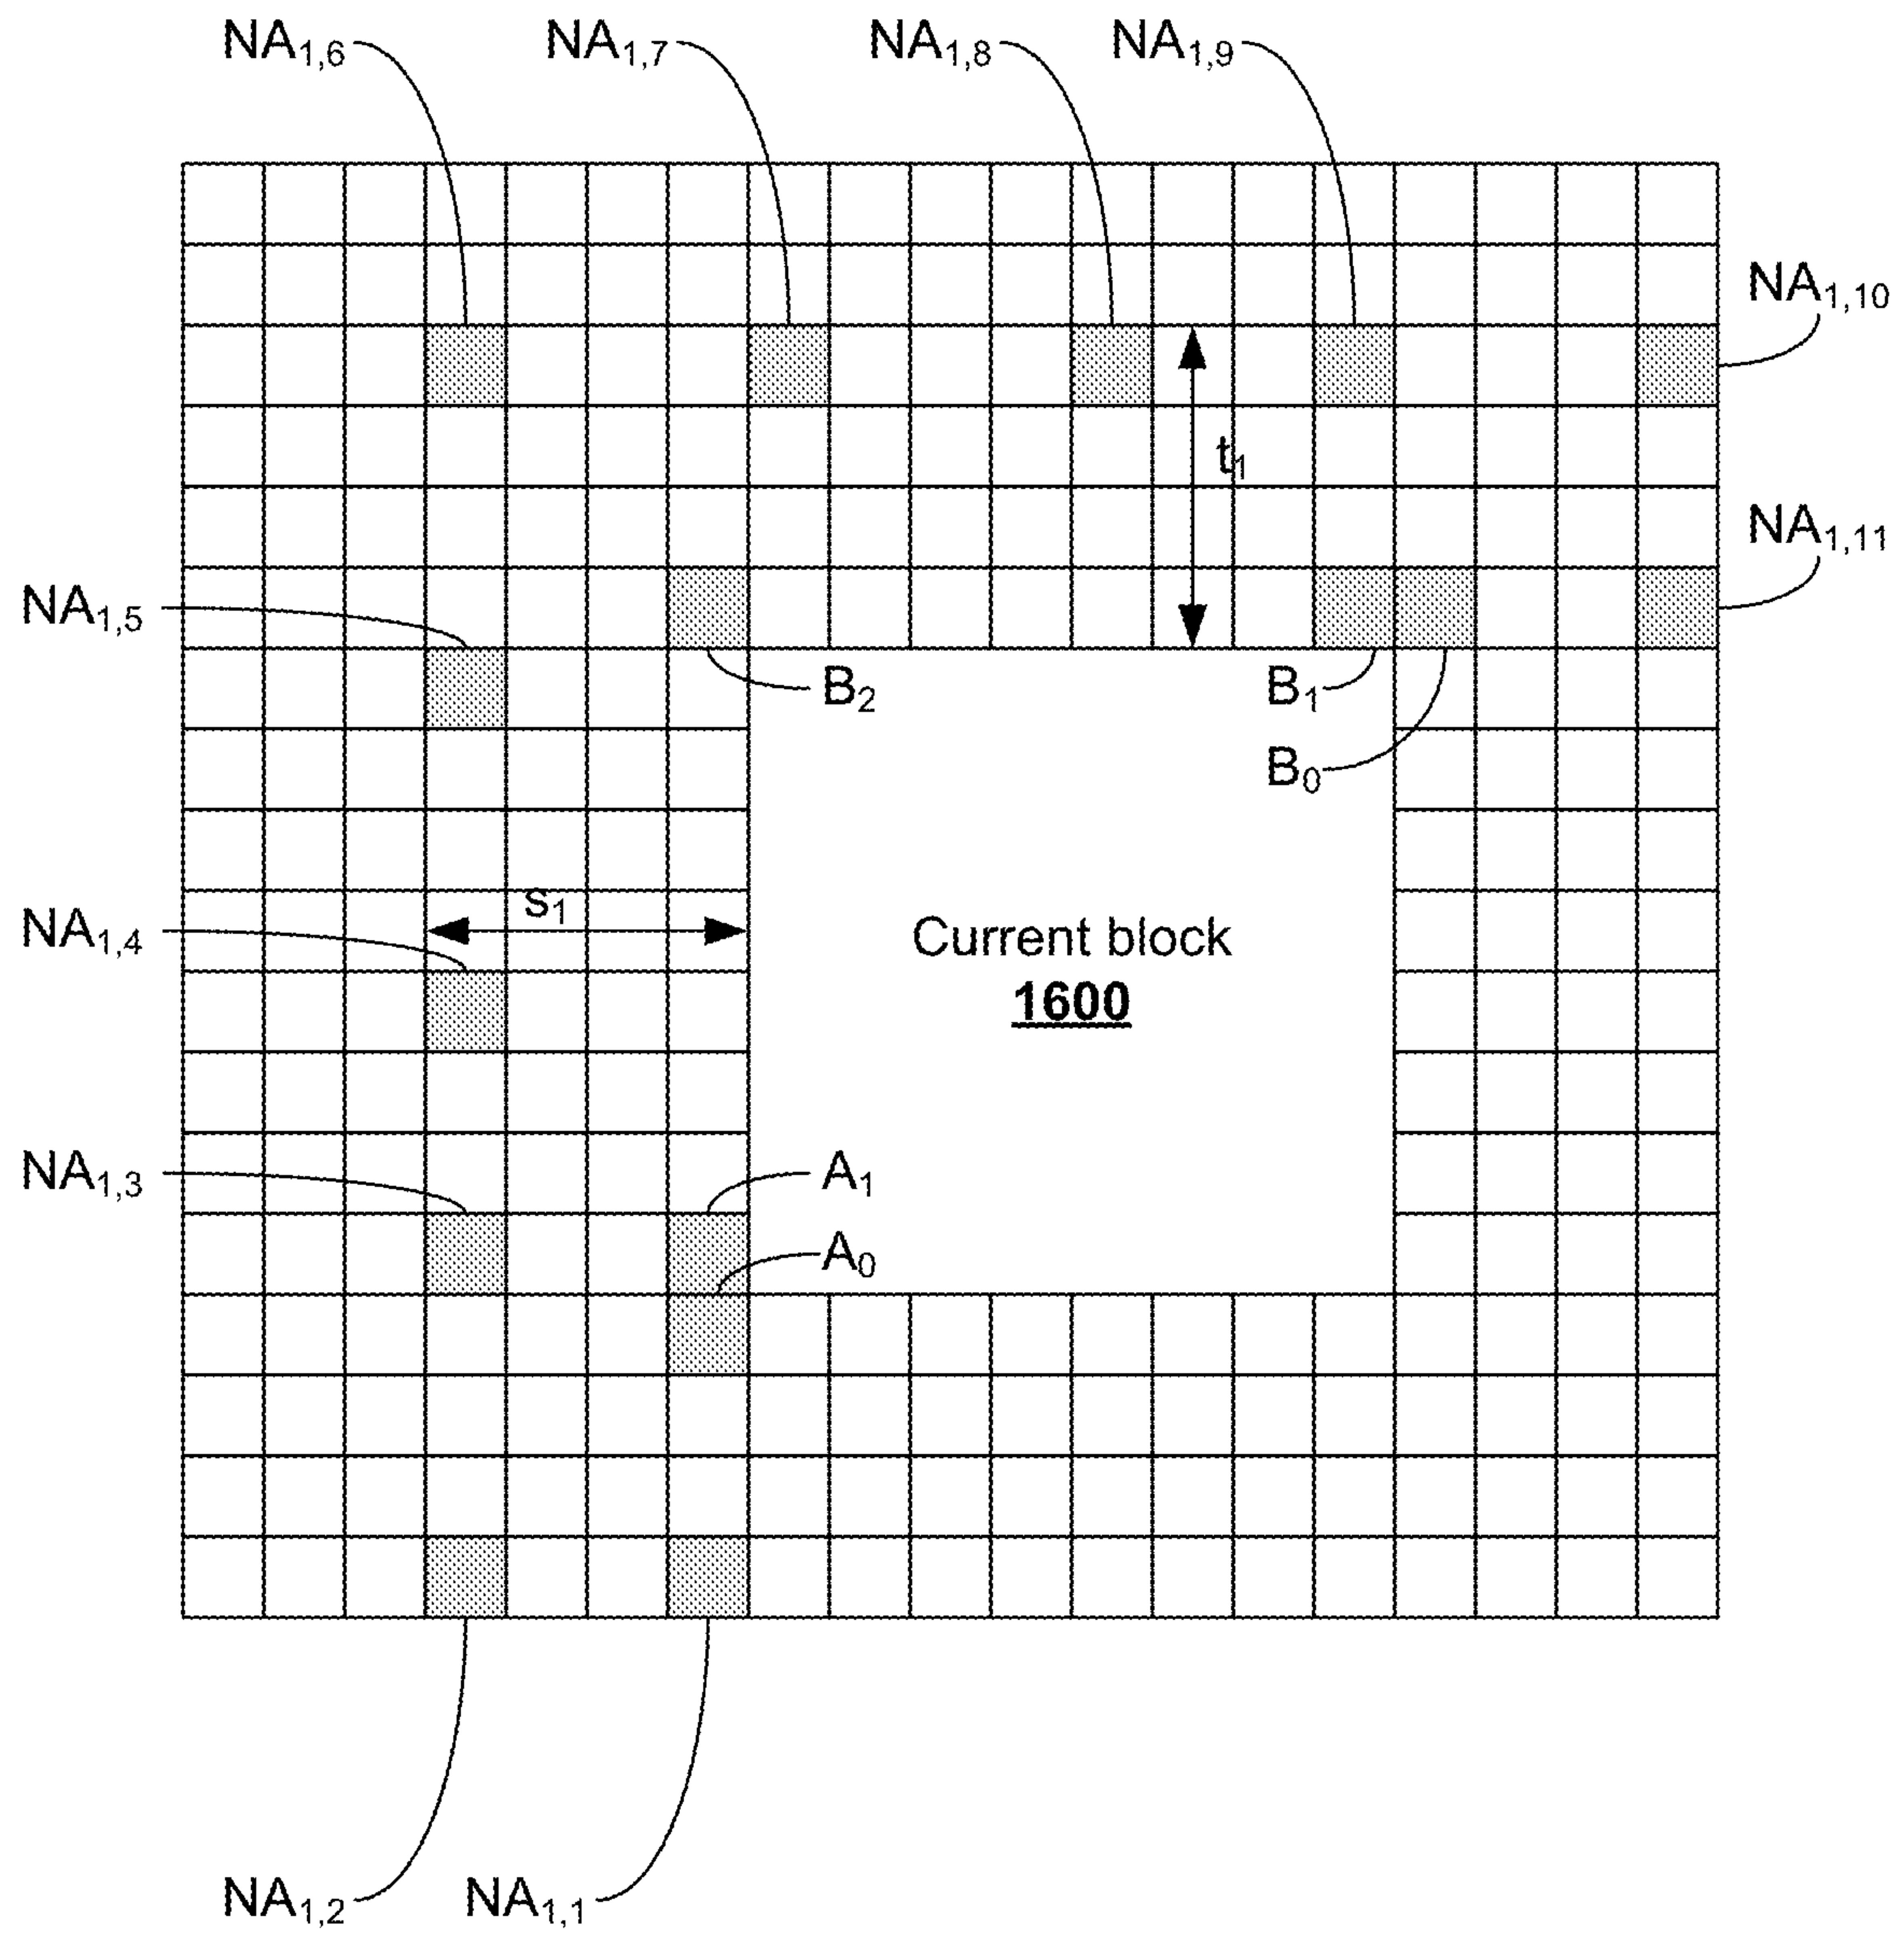 NA1,6 NA1,7 NA1,8 NA1,9
NA1,10
t1
NA1,11
NA1,5
B2 B1
B0
s1
NA1,4 Current block
1600
NA1,3 A1
A0
NA1,2 NA1,1